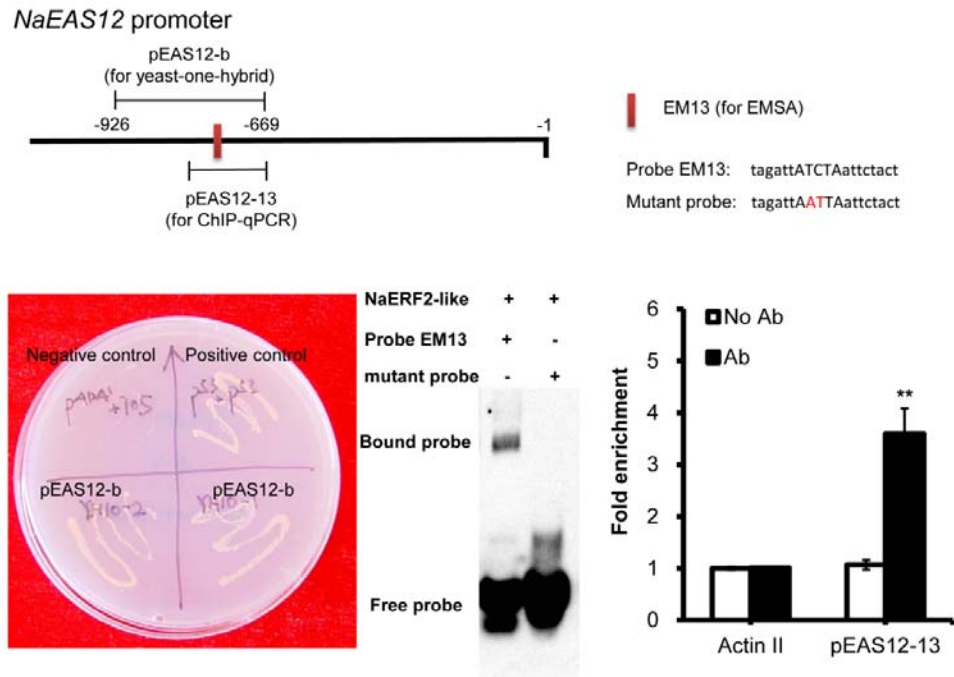 NaEAS12 promoter
pEAS12-b
(for yeast-one-hybrid)
-926
-669
-1
pEAS12-13
(for ChIP-qPCR)
EM13 (for EMSA)
Probe EM13: tagattATCTAattctact
Mutant probe: tagattAATTAattctact
Negative control
Positive control
p53+p53
pEAS12-b
pEAS12-b
NaERF2-like + +
Probe EM13 + -
mutant probe - +
Bound probe
Free probe
Fold enrichment
6
5
4
3
2
1
0
No Ab
Ab
**
Actin II
pEAS12-13